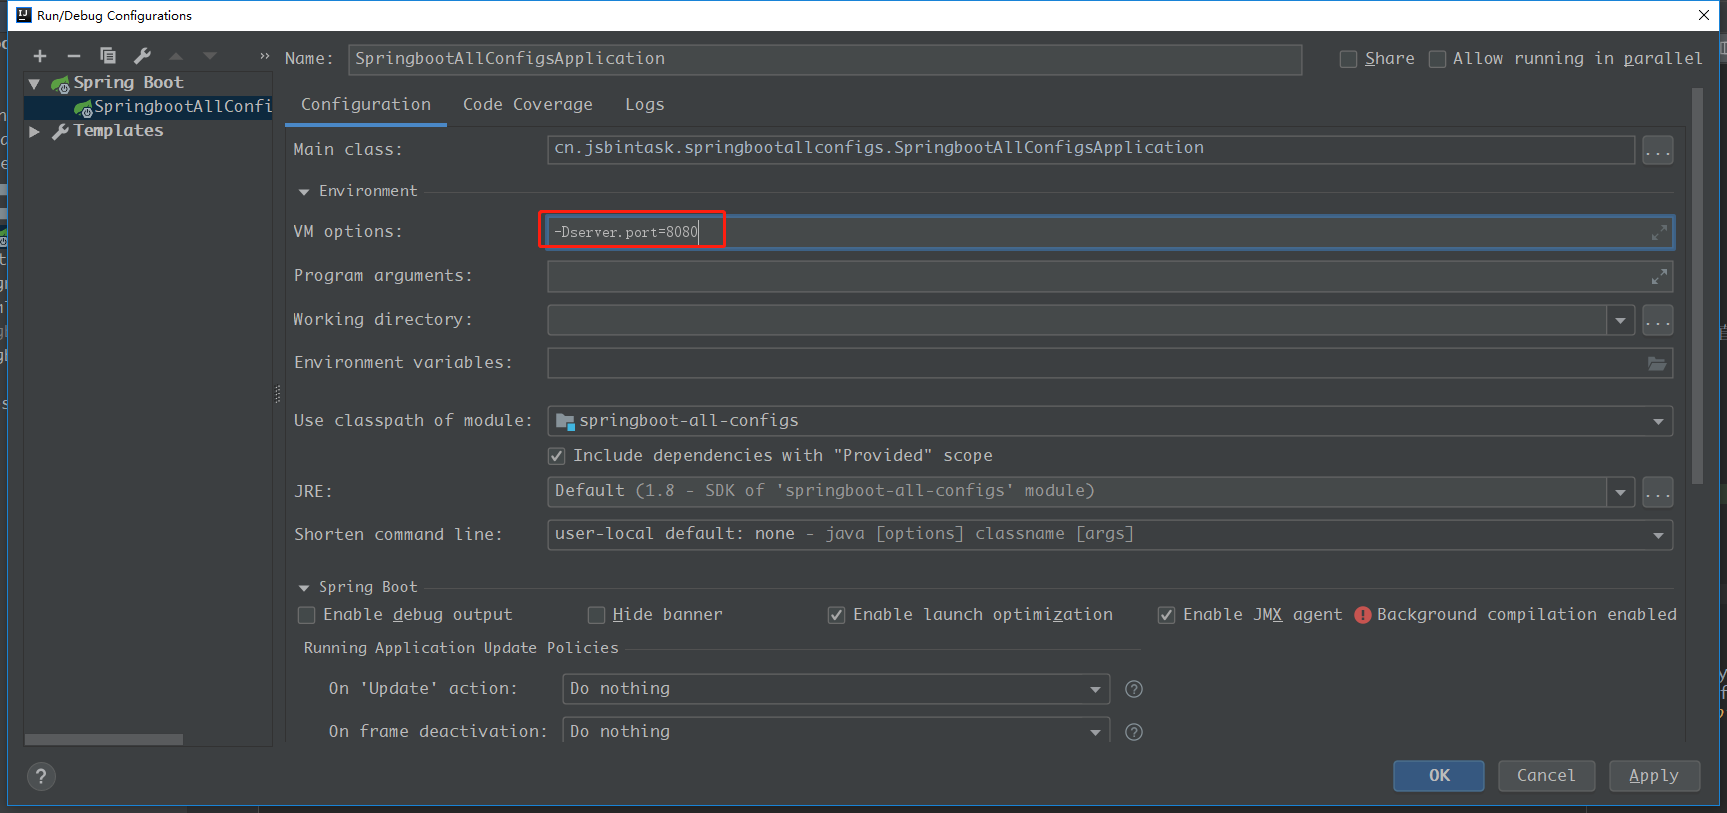 Run/Debug Configurations
Name: SpringbootAllConfigsApplication Share Allow running in parallel
Spring Boot
SpringbootAllConfi
Templates
Configuration Code Coverage Logs
Main class: cn.jsbintask.springbootallconfigs.SpringbootAllConfigsApplication ...
Environment
VM options: -Dserver.port=8080
Program arguments:
Working directory: ...
Environment variables:
Use classpath of module: springboot-all-configs
Include dependencies with "Provided" scope
JRE: Default (1.8 - SDK of 'springboot-all-configs' module) ...
Shorten command line: user-local default: none - java [options] classname [args]
Spring Boot
Enable debug output Hide banner Enable launch optimization Enable JMX agent Background compilation enabled
Running Application Update Policies
On 'Update' action: Do nothing ?
On frame deactivation: Do nothing ?
? OK Cancel Apply